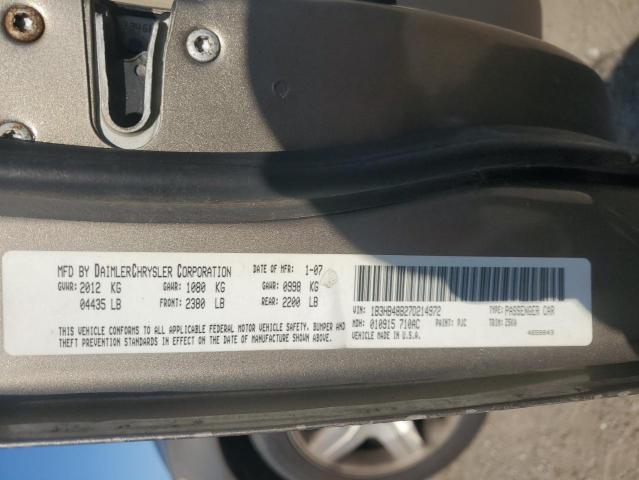 MFD BY DAIMLERCHRYSLER CORPORATION DATE OF MFR: 1-07
GVWR: 2012 KG GAWR: 1080 KG GAWR: 0998 KG
04435 LB FRONT: 2380 LB REAR: 2200 LB
THIS VEHICLE CONFORMS TO ALL APPLICABLE FEDERAL MOTOR VEHICLE SAFETY, BUMPER AND
THEFT PREVENTION STANDARDS IN EFFECT ON THE DATE OF MANUFACTURE SHOWN ABOVE.
VIN: 1B3HB48B27D214972 TYPE: PASSENGER CAR
MDH: 010915 710AC PAINT: PJC TRIM:
VEHICLE MADE IN U.S.A.